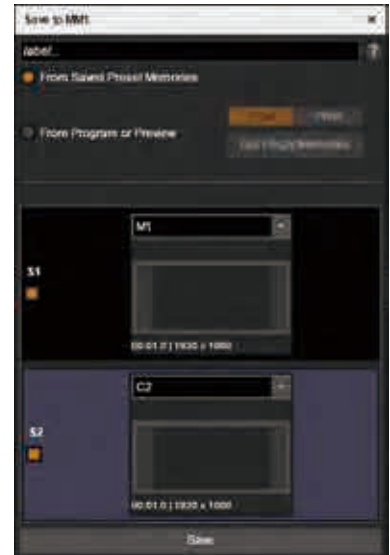 Save to MM1
label...
?
From Saved Preset Memories
From Program or Preview
M1
S1
00:01.0 | 1920 x 1080
C2
S2
00:01.0 | 1920 x 1080
Save